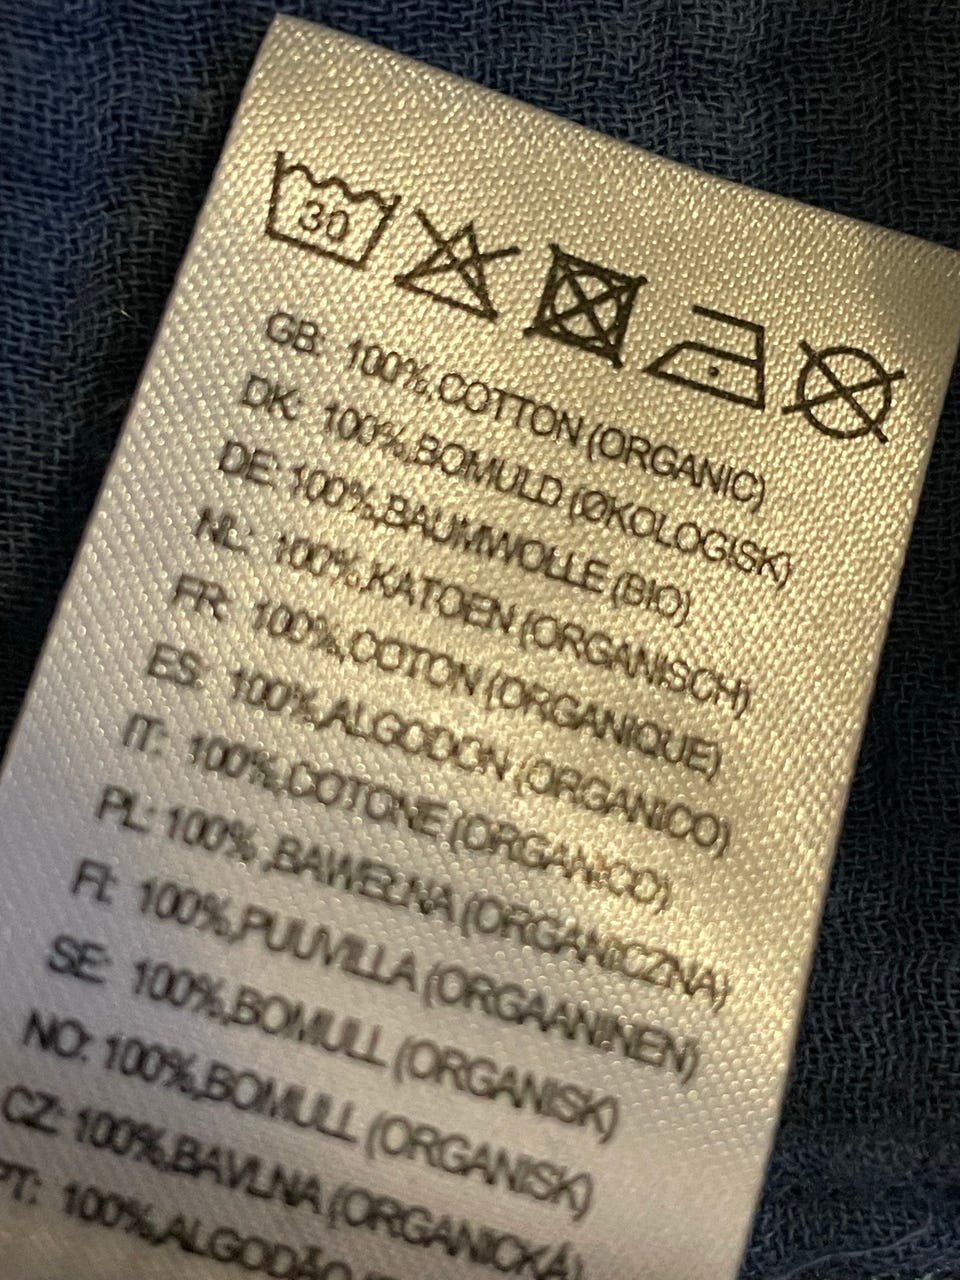 30
GB: 100%,COTTON (ORGANIC)
DK: 100%,BOMULD (ØKOLOGISK)
DE: 100%,BAUMWOLLE (BIO)
NL: 100%,KATOEN (ORGANISCH)
FR: 100%,COTON (ORGANIQUE)
ES: 100%,ALGODON (ORGANICO)
IT: 100%,COTONE (ORGANICO)
PL: 100% ,BAWEŁNA (ORGANICZNA)
FI: 100%,PUUVILLA (ORGAANINEN)
SE: 100%,BOMULL (ORGANISK)
NO: 100%,BOMULL (ORGANISK)
CZ: 100%,BAVLNA (ORGANICKÁ)
PT: 100%,ALGODÃO